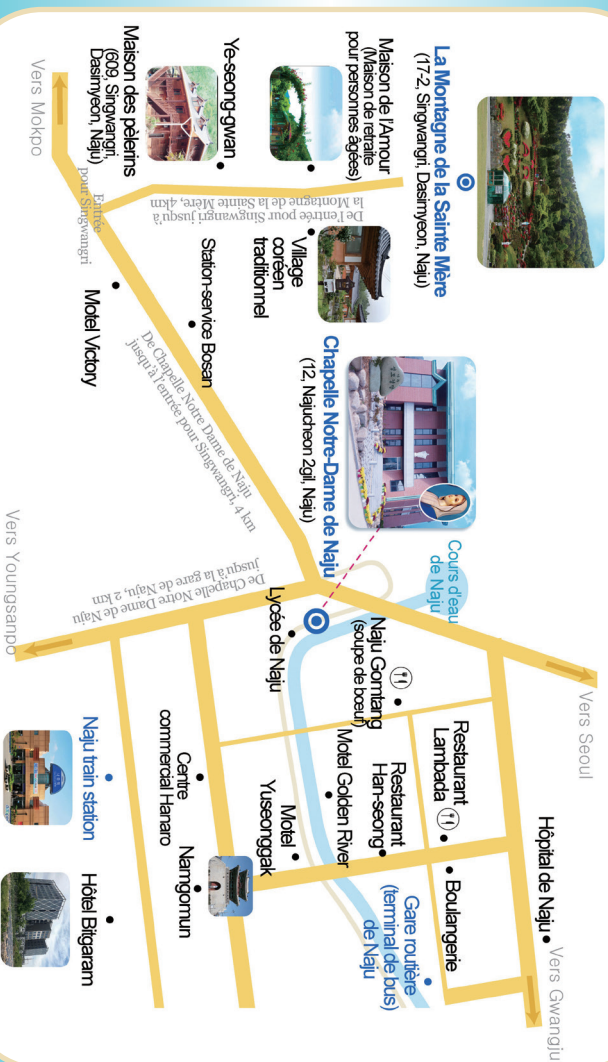 La Montagne de la Sainte Mère
(17-2, Singwangri, Dasimyeon, Naju)
Maison de l'Amour
(Maison de retraite
pour personnes âgées)
Ye-seong-gwan
Maison des pèlerins
(609, Singwangri,
Dasimyeon, Naju)
Vers Mokpo
Entrée
pour Singwangri
De l'entrée pour Singwangri jusqu'à
la Montagne de la Sainte Mère, 4km
Village
coréen
traditionnel
Station-service Bosan
Motel Victory
De Chapelle Notre Dame de Naju
jusqu'à l'entrée pour Singwangri, 4 km
Chapelle Notre-Dame de Naju
(12, Najucheon 2gil, Naju)
Cours d'eau
de Naju
Vers Seoul
Naju Gomtang
(soupe de bœuf)
Lycée de Naju
De Chapelle Notre Dame de Naju
jusqu'à la gare de Naju, 2 km
Vers Youngsanpo
Restaurant
Lambada
Restaurant
Han-seong
Motel Golden River
Motel
Yuseonggak
Centre
commercial Hanaro
Namgomun
Naju train station
Hôtel Bitgaram
Hôpital de Naju
Boulangerie
Gare routière
(terminal de bus)
de Naju
Vers Gwangju